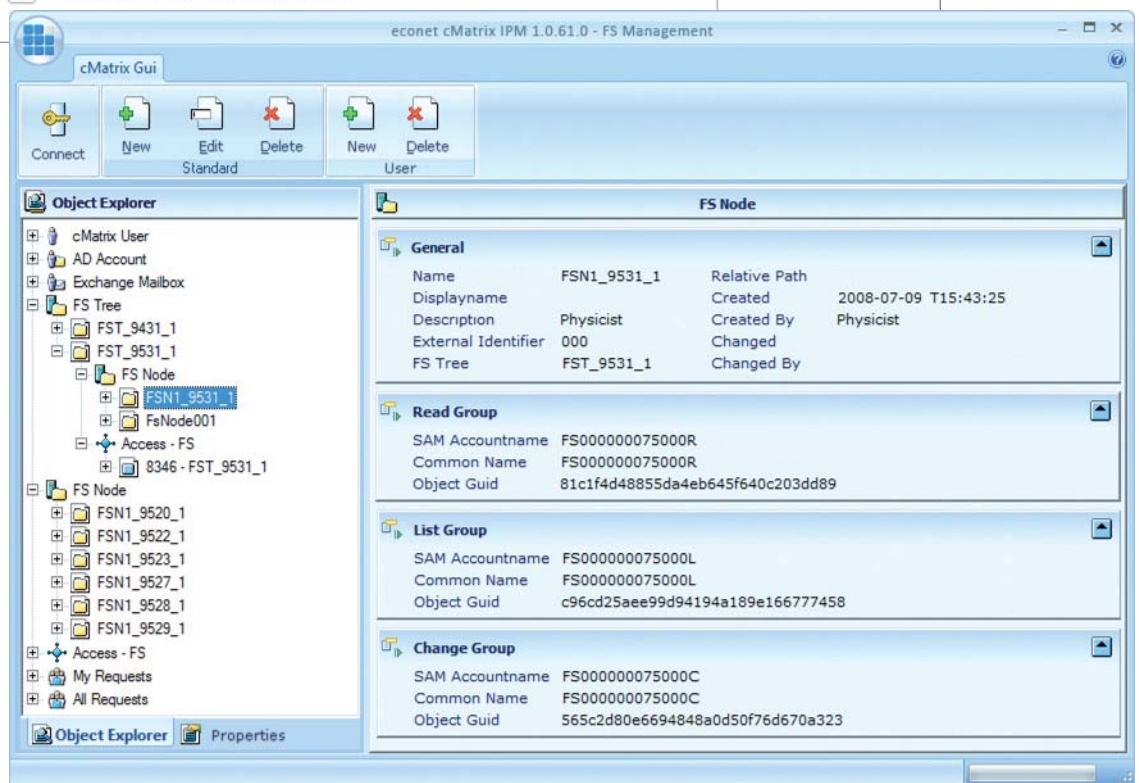 econet cMatrix IPM 1.0.61.0 - FS Management
cMatrix Gui
Connect
New Edit Delete
Standard
New Delete
User
Object Explorer
cMatrix User
AD Account
Exchange Mailbox
FS Tree
FST_9431_1
FST_9531_1
FS Node
FSN1_9531_1
FsNode001
Access - FS
8346 - FST_9531_1
FS Node
FSN1_9520_1
FSN1_9522_1
FSN1_9523_1
FSN1_9527_1
FSN1_9528_1
FSN1_9529_1
Access - FS
My Requests
All Requests
Object Explorer Properties
FS Node
General
Name FSN1_9531_1 Relative Path
Displayname Created 2008-07-09 T15:43:25
Description Physicist Created By Physicist
External Identifier 000 Changed
FS Tree FST_9531_1 Changed By
Read Group
SAM Accountname FS000000075000R
Common Name FS000000075000R
Object Guid 81c1f4d48855da4eb645f640c203dd89
List Group
SAM Accountname FS000000075000L
Common Name FS000000075000L
Object Guid c96cd25aee99d94194a189e166777458
Change Group
SAM Accountname FS000000075000C
Common Name FS000000075000C
Object Guid 565c2d80e6694848a0d50f76d670a323